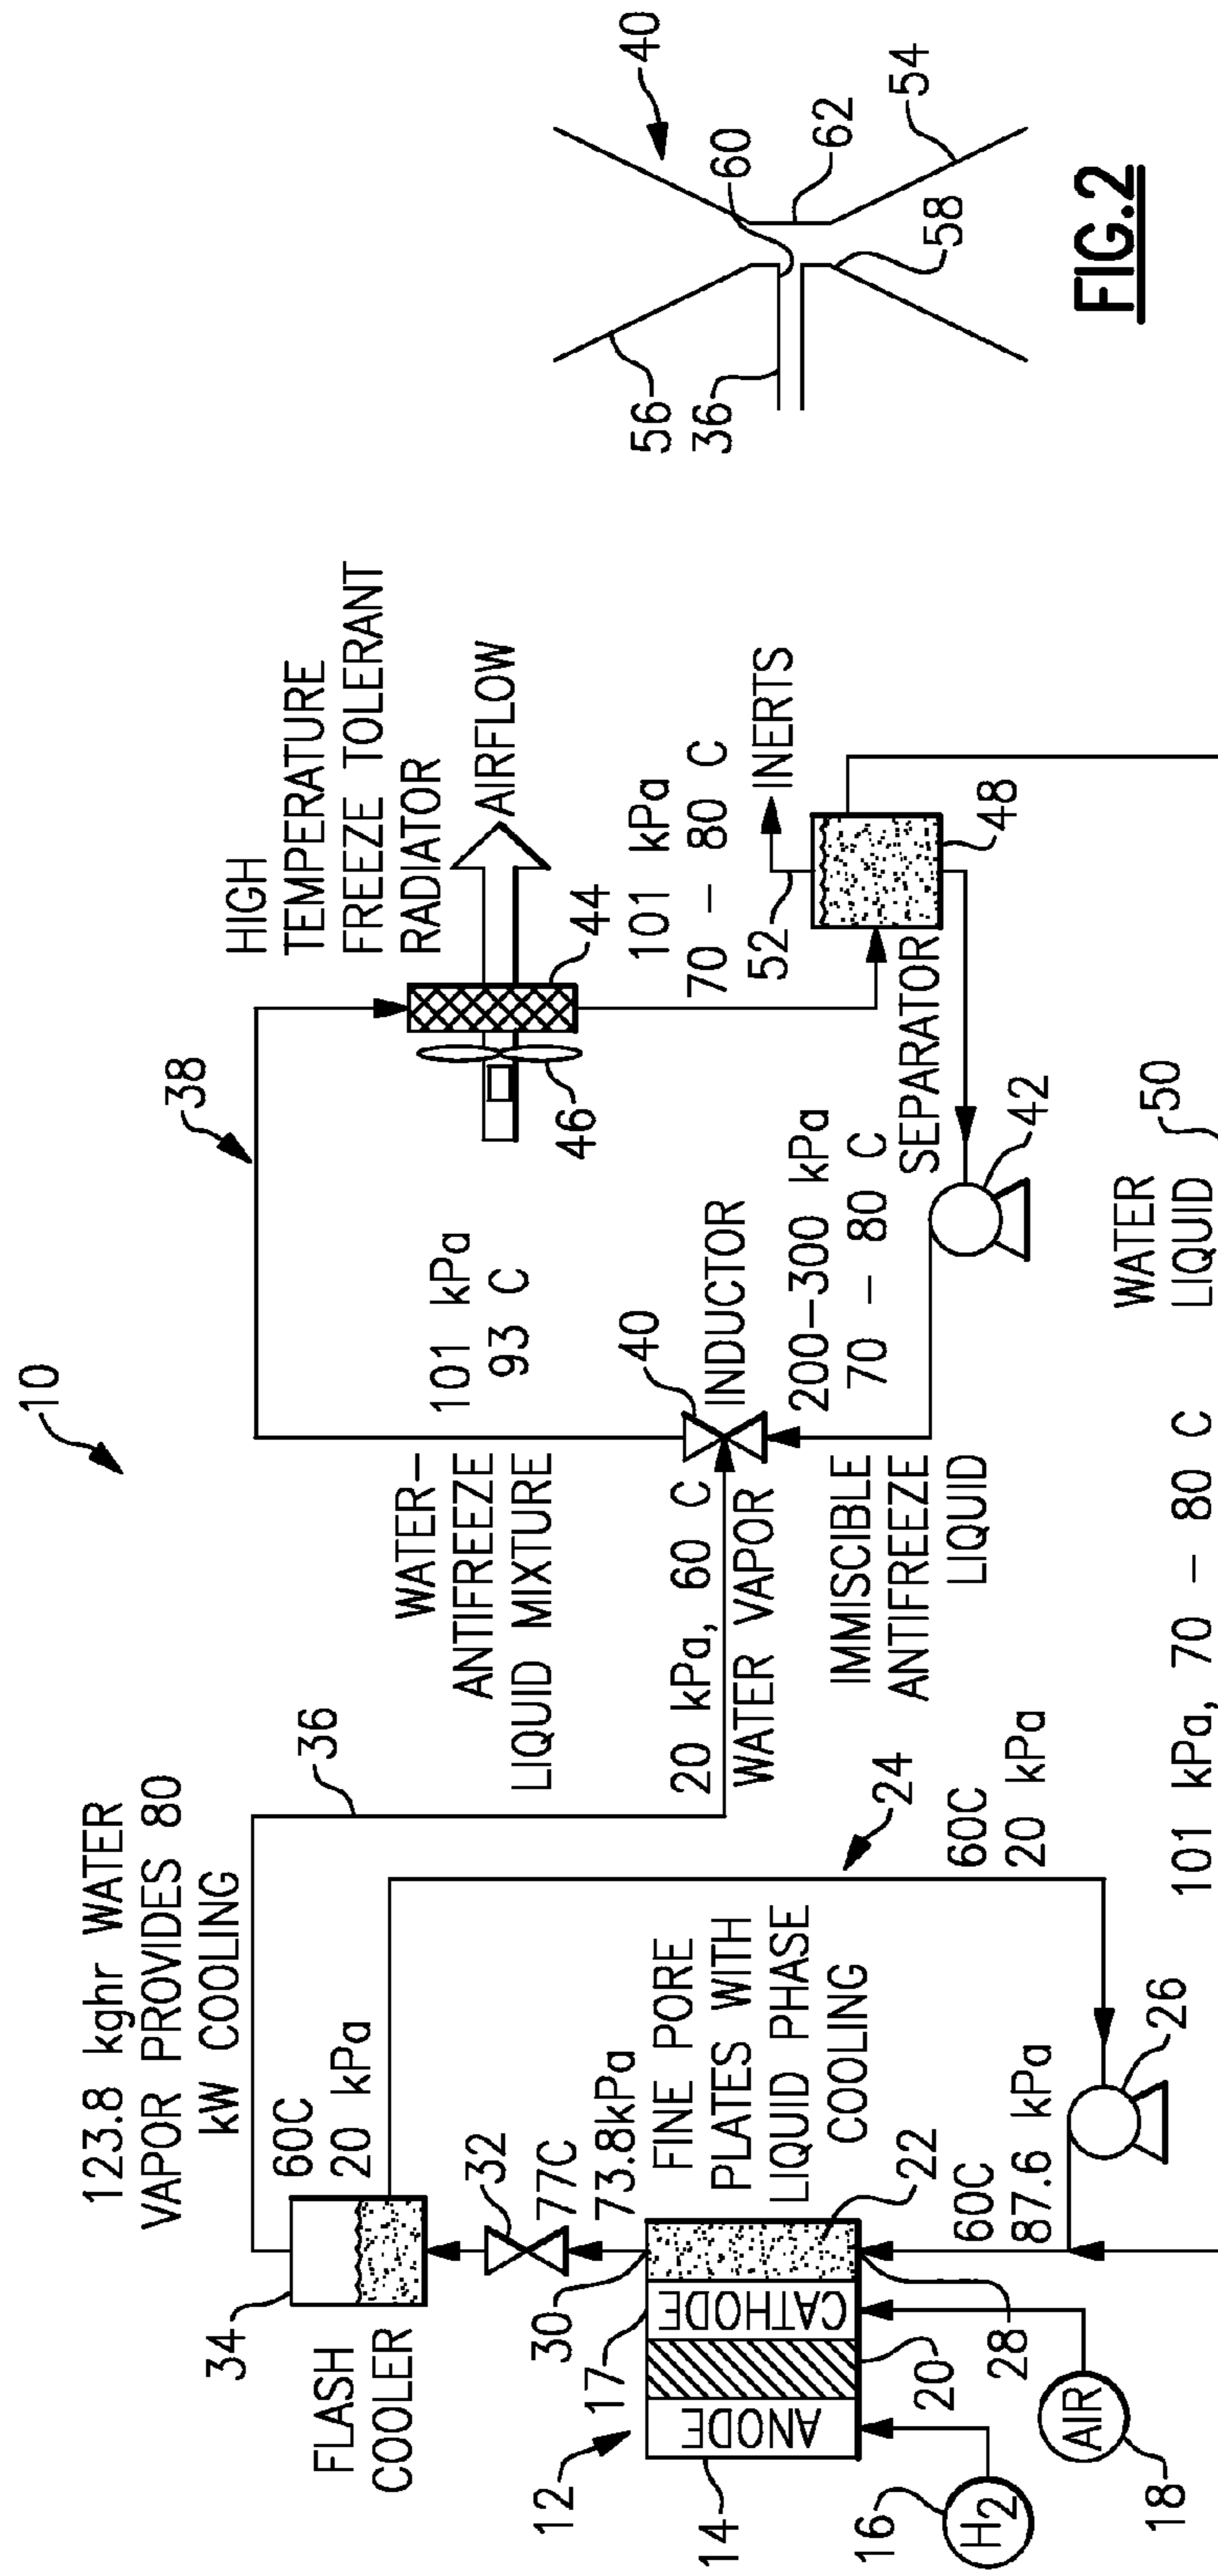 10
123.8 kghr WATER
VAPOR PROVIDES 80
kW COOLING
34
FLASH
COOLER
60C
20 kPa
36
32
77C
73.8kPa
30
17
12
14
ANODE
CATHODE
FINE PORE
PLATES WITH
LIQUID PHASE
COOLING
22
60C
87.6 kPa
28
20
16
H2
AIR
18
26
24
60C
20 kPa
WATER-
ANTIFREEZE
LIQUID MIXTURE
101 kPa
93 C
38
20 kPa, 60 C
WATER VAPOR
40
INDUCTOR
IMMISCIBLE
ANTIFREEZE
LIQUID
200-300 kPa
70 - 80 C
42
HIGH
TEMPERATURE
FREEZE TOLERANT
RADIATOR
AIRFLOW
44
46
101 kPa
70 - 80 C
52
INERTS
SEPARATOR
48
WATER
LIQUID
50
101 kPa, 70 - 80 C
40
56
36
60
62
58
54
FIG.2